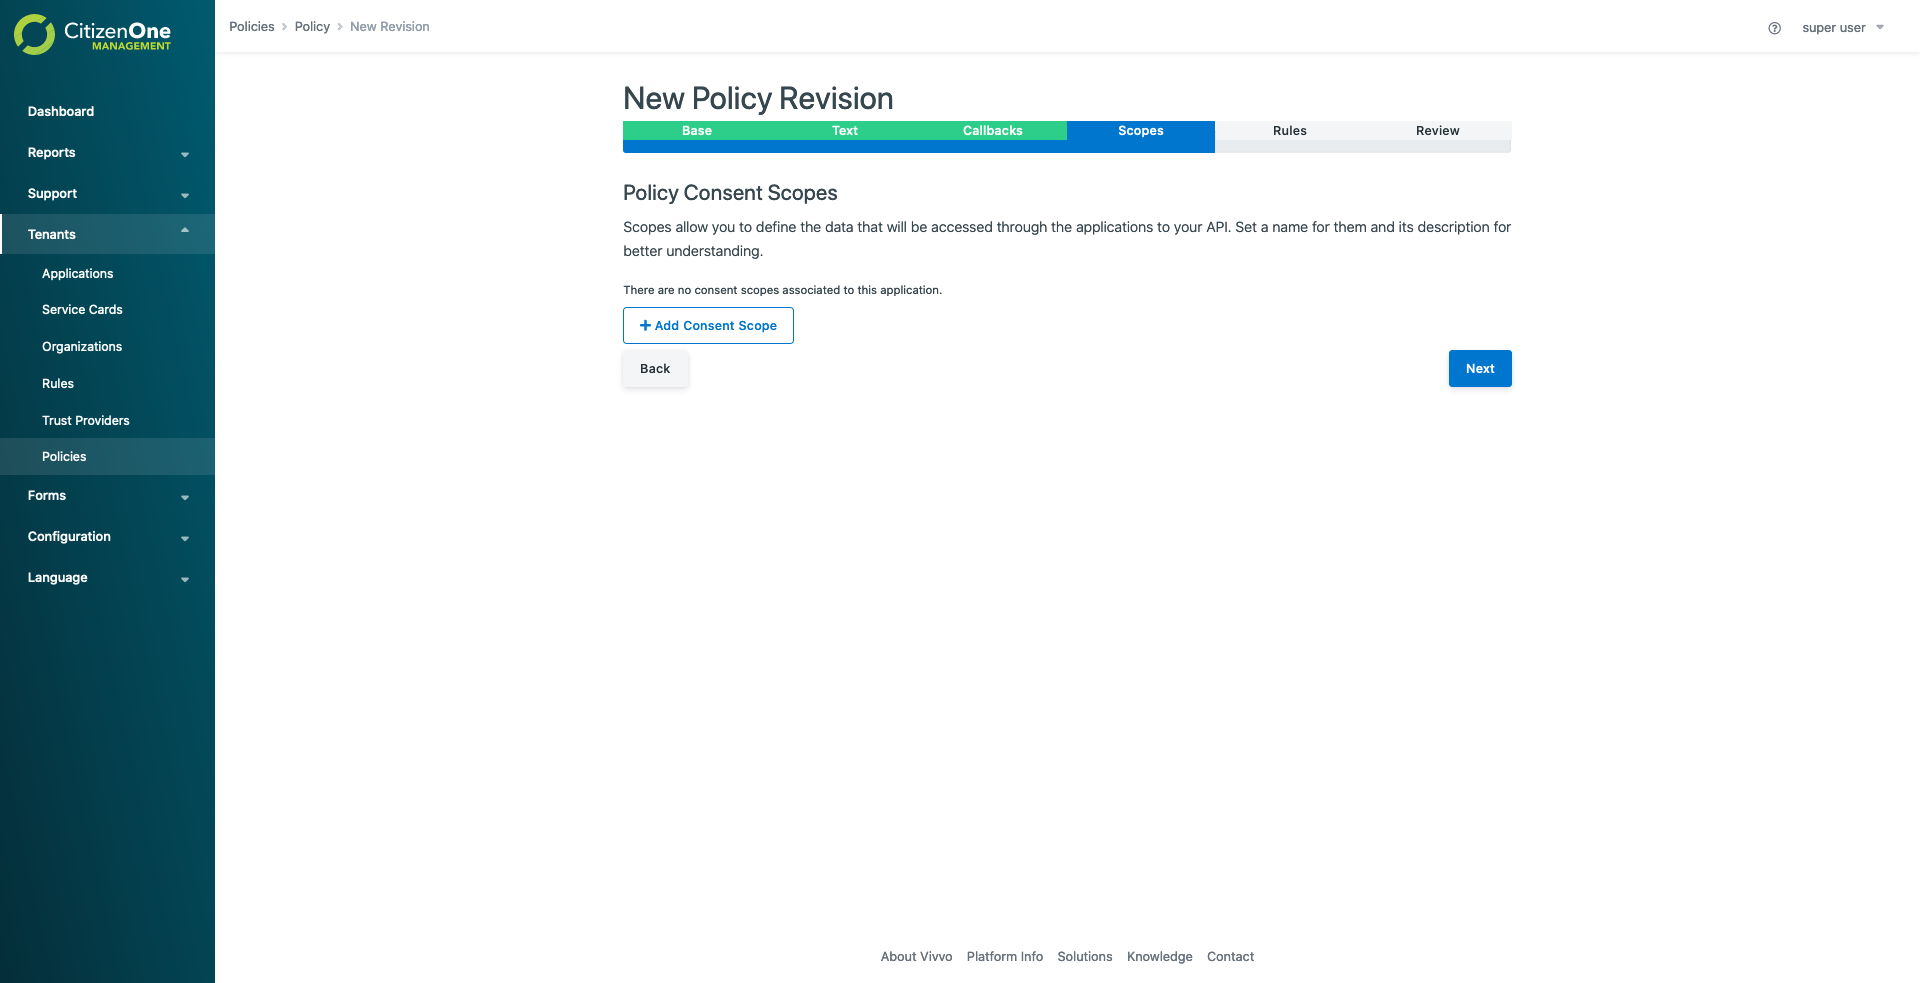 CitizenOne
MANAGEMENT
Policies > Policy > New Revision
super user
Dashboard
Reports
Support
Tenants
Applications
Service Cards
Organizations
Rules
Trust Providers
Policies
Forms
Configuration
Language
New Policy Revision
Base Text Callbacks Scopes Rules Review
Policy Consent Scopes
Scopes allow you to define the data that will be accessed through the applications to your API. Set a name for them and its description for
better understanding.
There are no consent scopes associated to this application.
+ Add Consent Scope
Back Next
About Vivvo Platform Info Solutions Knowledge Contact